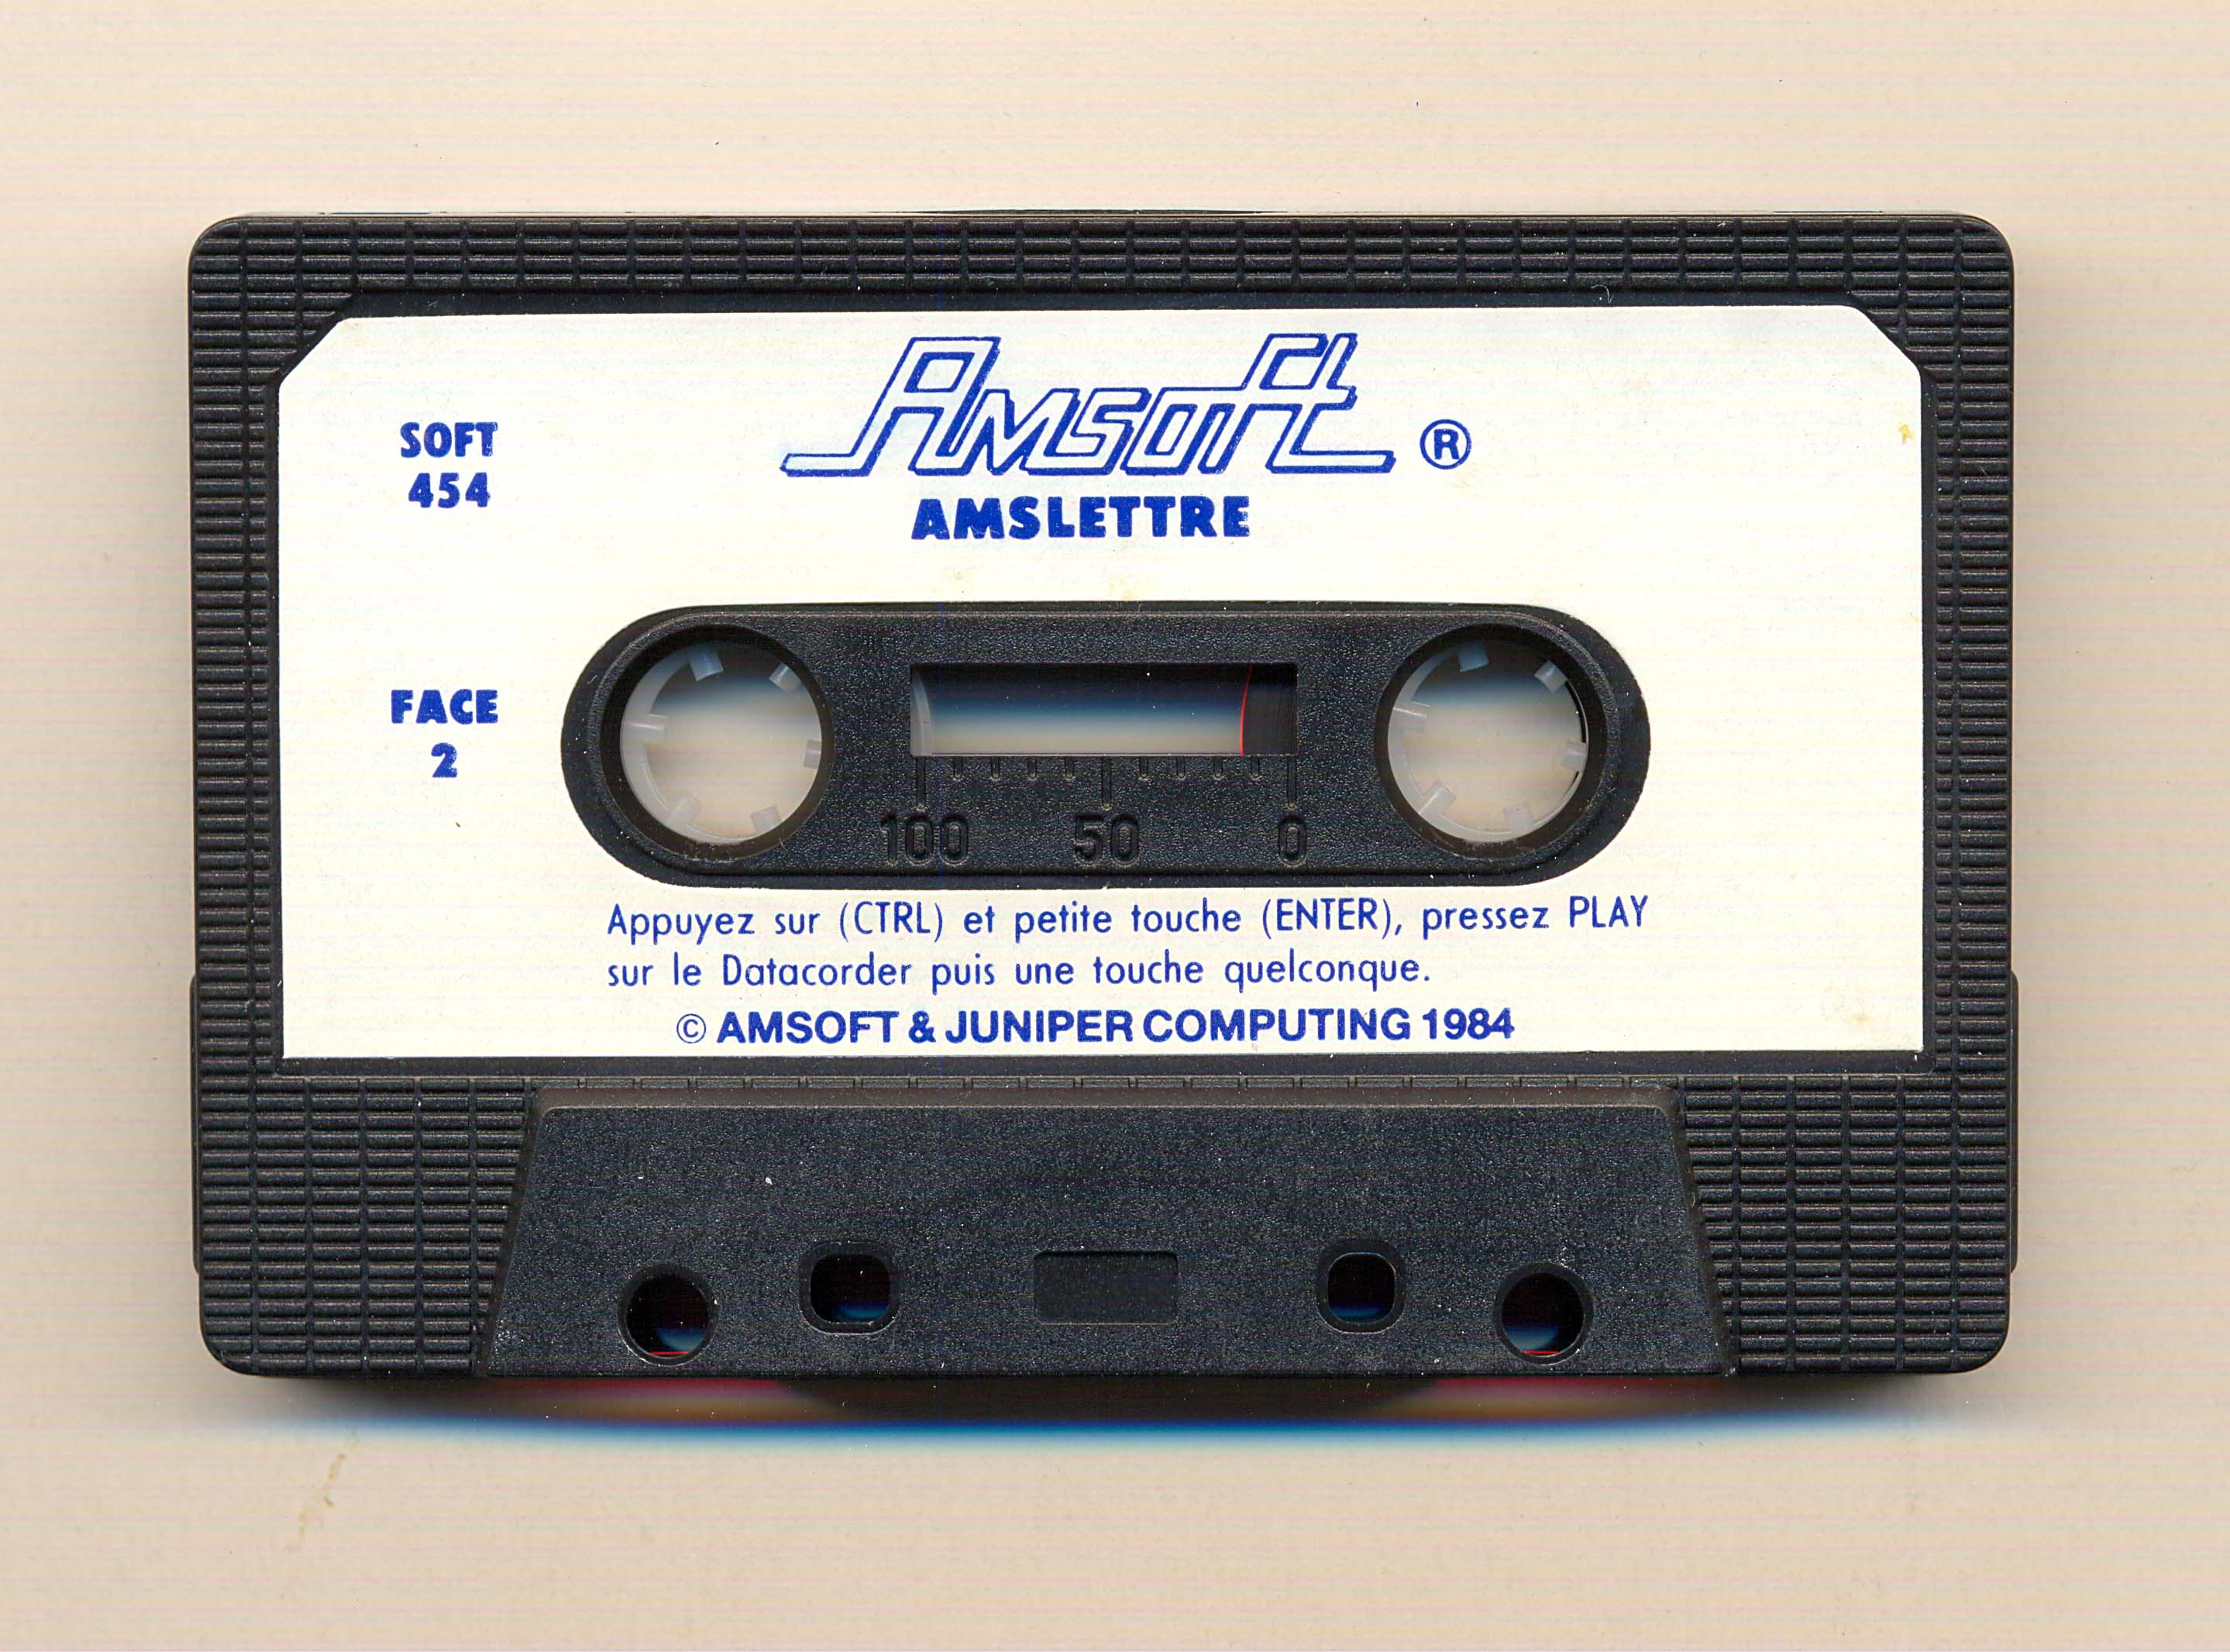 Amsoft ®
SOFT
454
AMSLETTRE
FACE
2
100 50 0
Appuyez sur (CTRL) et petite touche (ENTER), pressez PLAY
sur le Datacorder puis une touche quelconque.
© AMSOFT & JUNIPER COMPUTING 1984